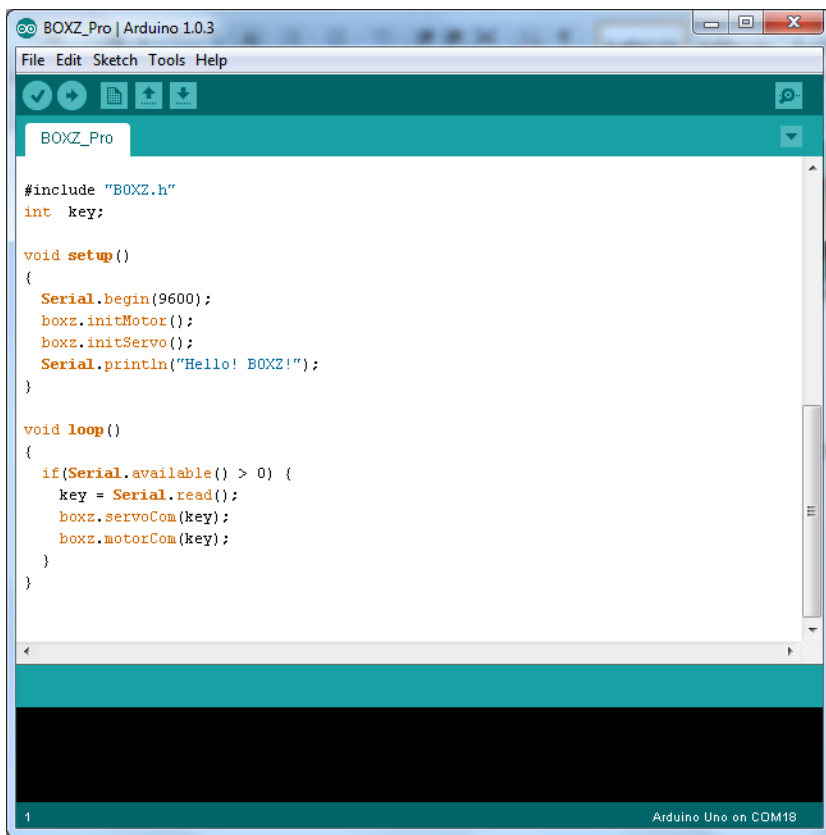 BOXZ_Pro | Arduino 1.0.3
File Edit Sketch Tools Help
BOXZ_Pro
#include "BOXZ.h"
int  key;
void setup()
{
  Serial.begin(9600);
  boxz.initMotor();
  boxz.initServo();
  Serial.println("Hello! BOXZ!");
}
void loop()
{
  if(Serial.available() > 0) {
    key = Serial.read();
    boxz.servoCom(key);
    boxz.motorCom(key);
  }
}
1
Arduino Uno on COM18